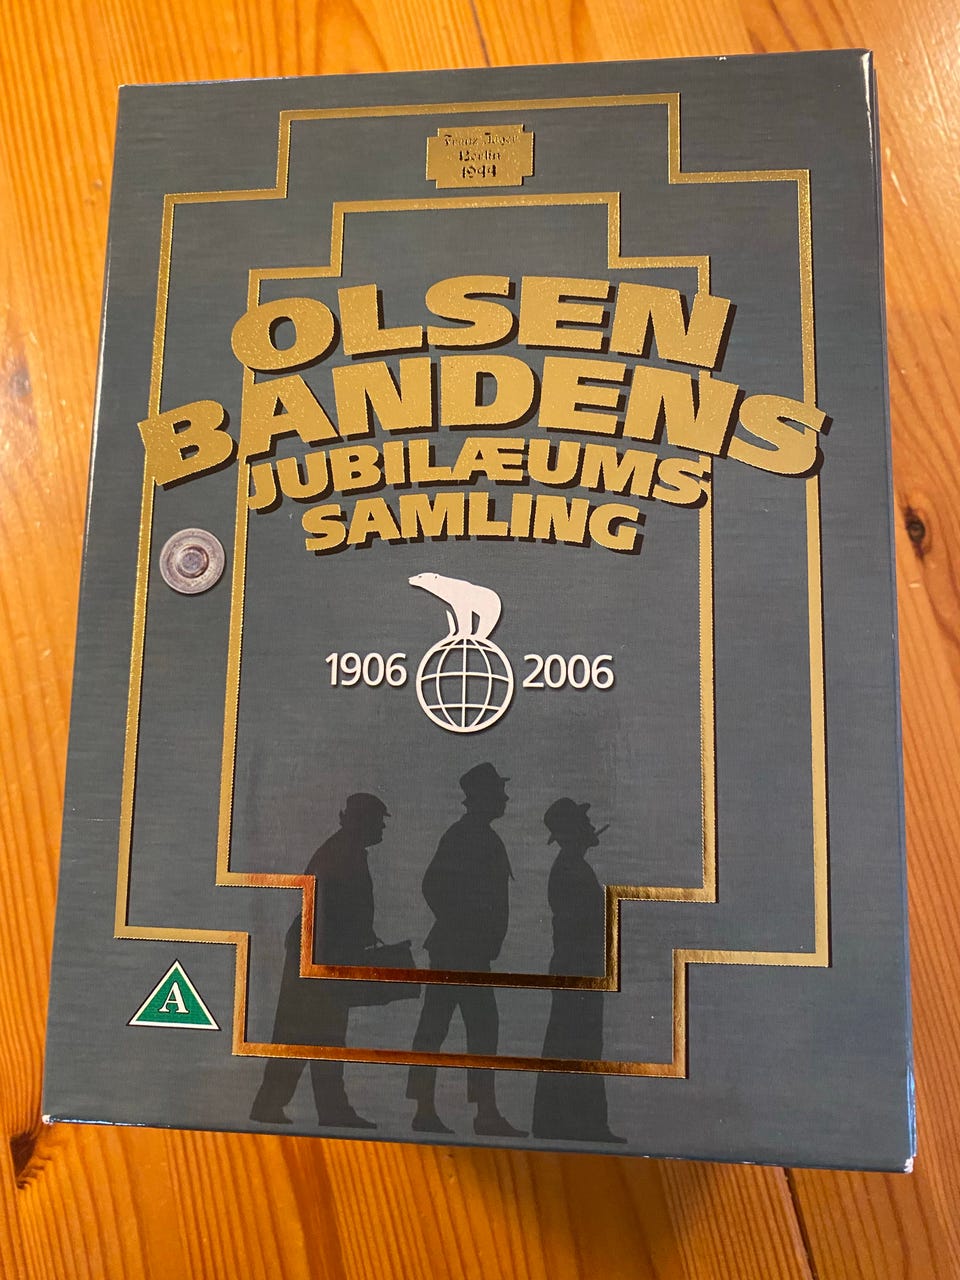 Franz Jäger
Berlin
1944
OLSEN
BANDENS
JUBILÆUMS
SAMLING
1906 2006
A